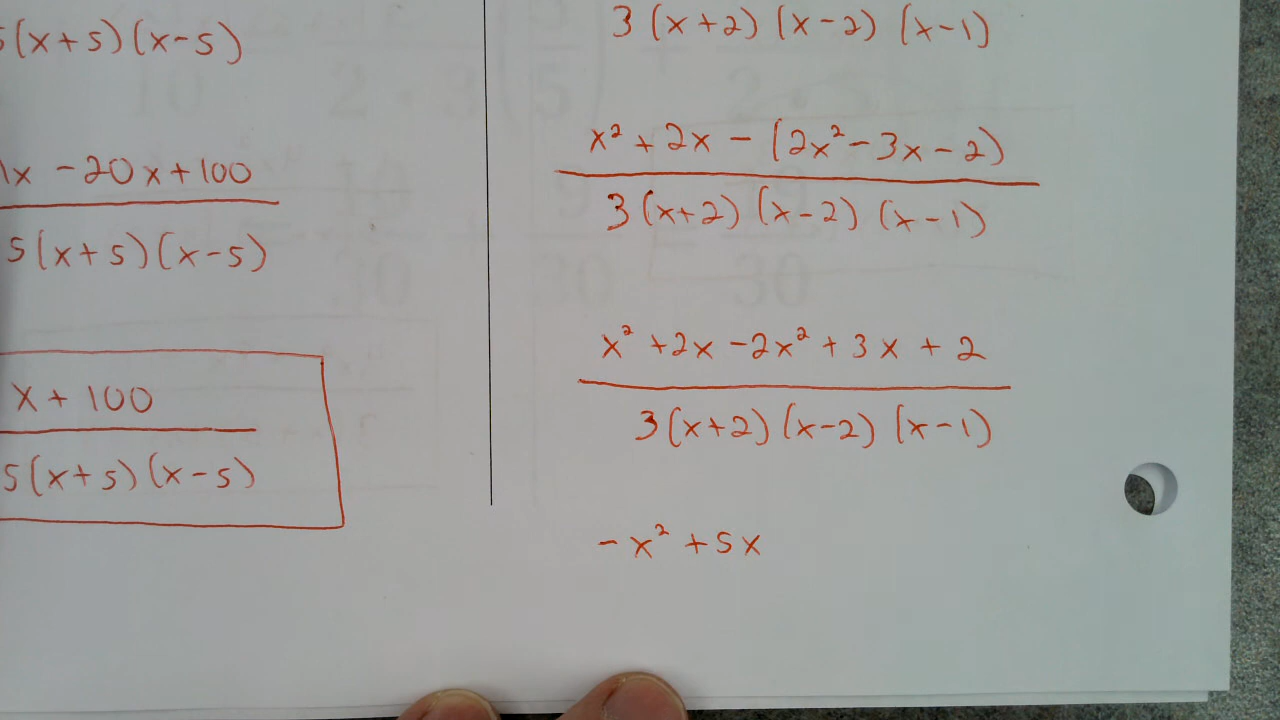 5(x+5)(x-5)
x - 20x + 100
5(x+5)(x-5)
x + 100
5(x+5)(x-5)
3(x+2)(x-2)(x-1)
x² + 2x - (2x² - 3x - 2)
3(x+2)(x-2)(x-1)
x² + 2x - 2x² + 3x + 2
3(x+2)(x-2)(x-1)
-x² + 5x